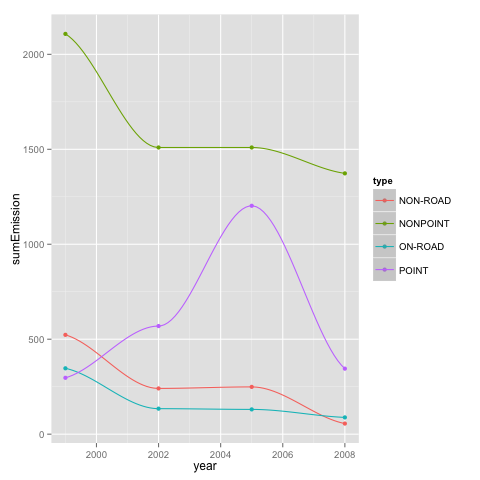 2000
1500
1000
500
0
sumEmission
2000
2002
2004
2006
2008
year
type
NON-ROAD
NONPOINT
ON-ROAD
POINT